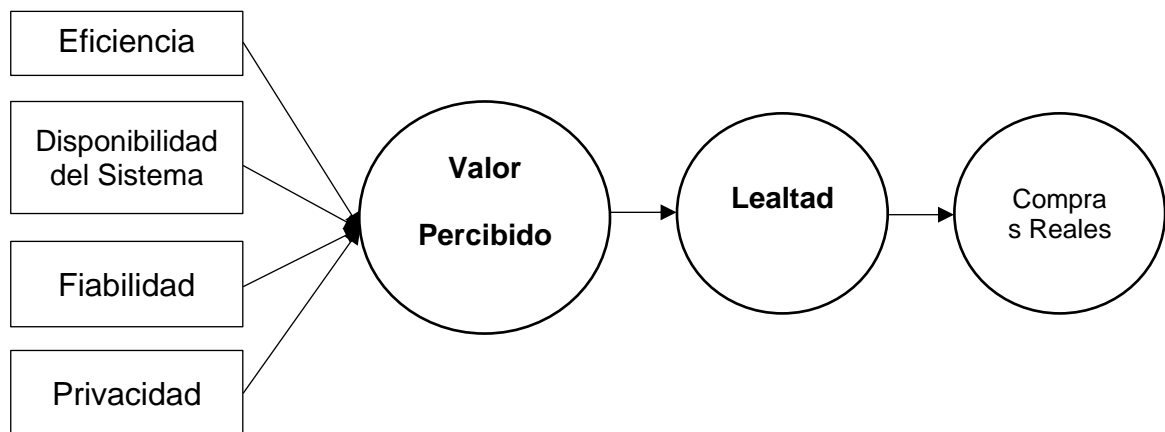 Eficiencia
Disponibilidad
del Sistema
Fiabilidad
Privacidad
Valor
Percibido
Lealtad
Compra
s Reales